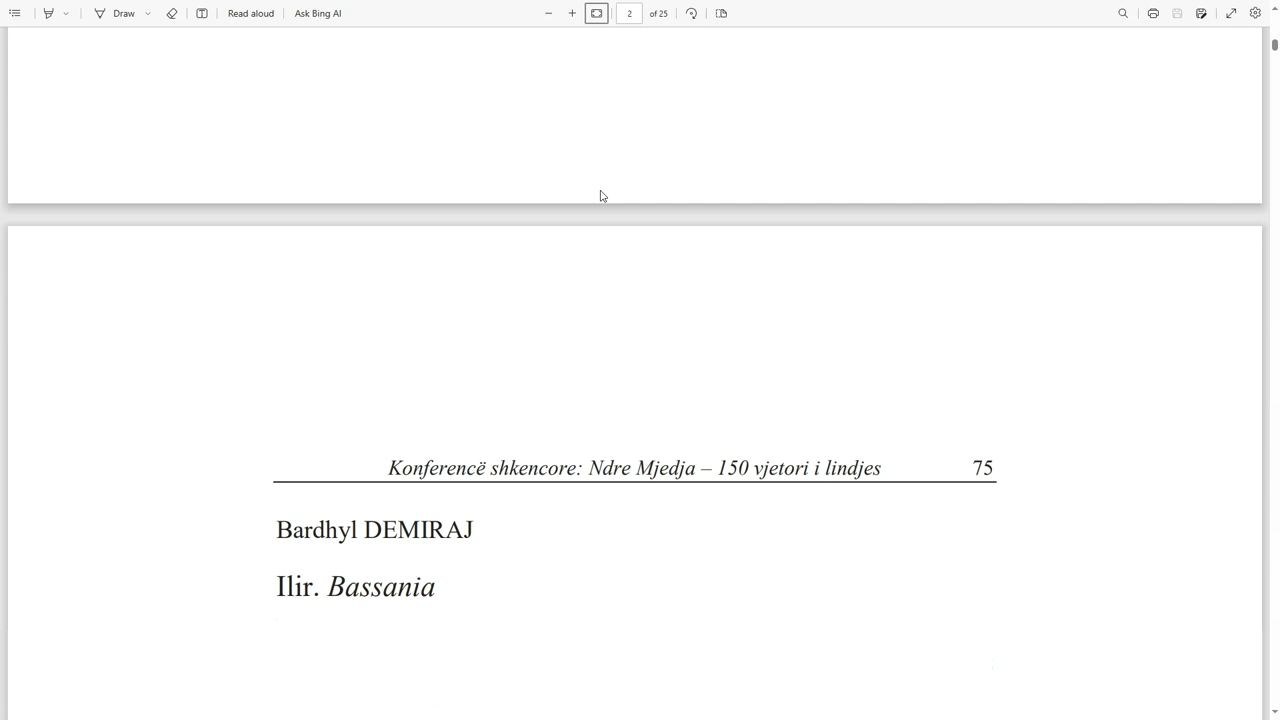 Draw
Read aloud
Ask Bing AI
2
of 25
Konferencë shkencore: Ndre Mjedja – 150 vjetori i lindjes 75
Bardhyl DEMIRAJ
Ilir. Bassania